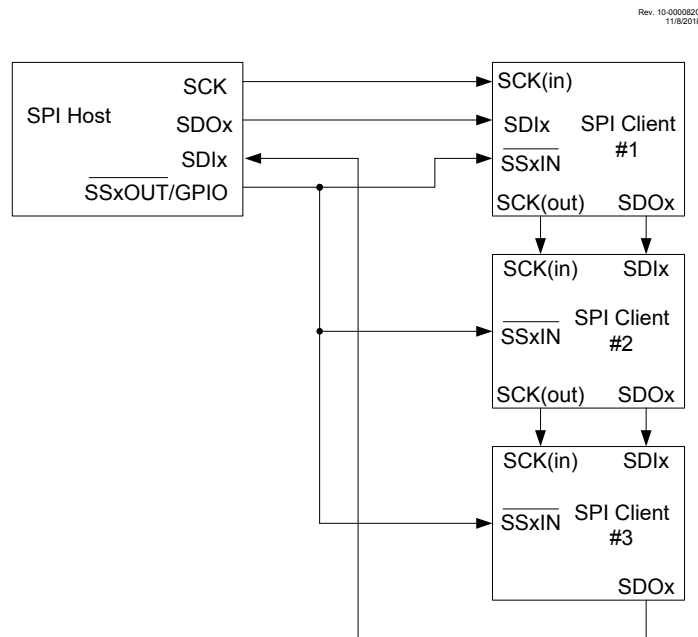 Rev. 10-000082C
11/8/2018
SCK
SPI Host
SDOx
SDIx
SSxOUT/GPIO
SCK(in)
SDIx
SPI Client
#1
SSxIN
SCK(out) SDOx
SCK(in) SDIx
SPI Client
#2
SSxIN
SCK(out) SDOx
SCK(in) SDIx
SPI Client
#3
SSxIN
SDOx